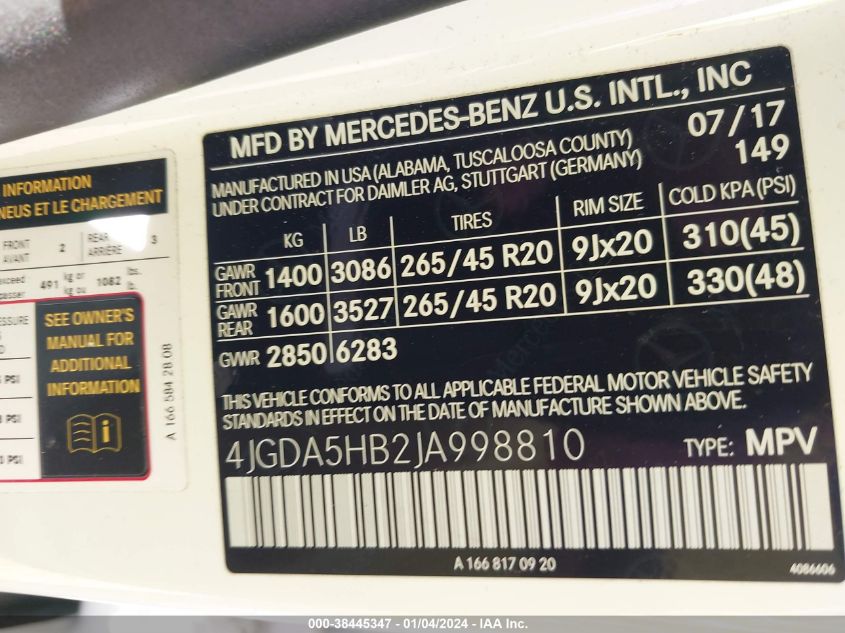 MFD BY MERCEDES-BENZ U.S. INTL., INC
07/17
MANUFACTURED IN USA (ALABAMA, TUSCALOOSA COUNTY)
UNDER CONTRACT FOR DAIMLER AG, STUTTGART (GERMANY)
149
KG LB TIRES RIM SIZE COLD KPA (PSI)
GAWR FRONT 1400 3086 265/45 R20 9Jx20 310(45)
GAWR REAR 1600 3527 265/45 R20 9Jx20 330(48)
GVWR 2850 6283
THIS VEHICLE CONFORMS TO ALL APPLICABLE FEDERAL MOTOR VEHICLE SAFETY
STANDARDS IN EFFECT ON THE DATE OF MANUFACTURE SHOWN ABOVE.
4JGDA5HB2JA998810 TYPE: MPV
A 166 817 09 20
4086606
INFORMATION
NEUS ET LE CHARGEMENT
FRONT AVANT 2 REAR ARRIÈRE 3
491 kg or kg ou 1082 lbs. lb.
SEE OWNER'S
MANUAL FOR
ADDITIONAL
INFORMATION
PSI
PSI
PSI
A 166 584 28 08
000-38445347 - 01/04/2024 - IAA Inc.